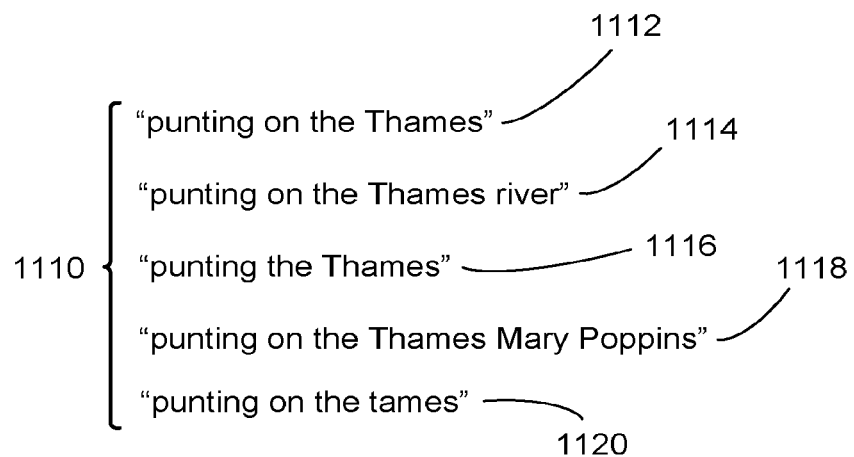 1112
“punting on the Thames”
1114
“punting on the Thames river”
1116
1110 “punting the Thames”
1118
“punting on the Thames Mary Poppins”
“punting on the tames”
1120